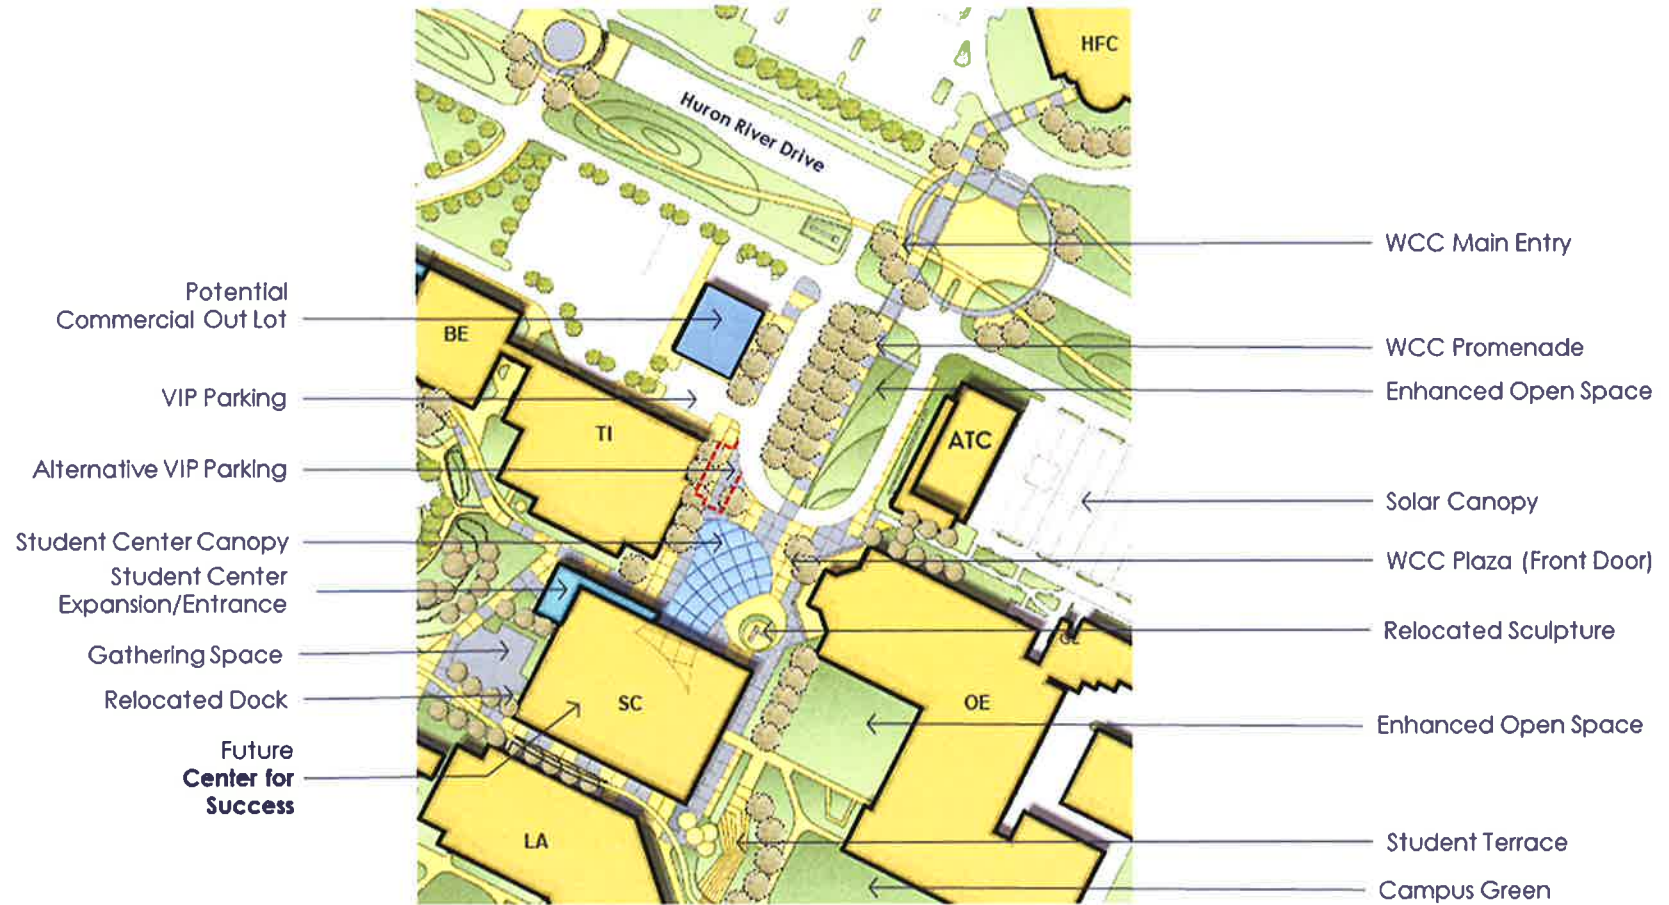 HFC
Huron River Drive
WCC Main Entry
Potential
Commercial Out Lot
BE
WCC Promenade
Enhanced Open Space
VIP Parking
TI
ATC
Alternative VIP Parking
Solar Canopy
Student Center Canopy
WCC Plaza (Front Door)
Student Center
Expansion/Entrance
Relocated Sculpture
Gathering Space
Relocated Dock
SC
OE
Enhanced Open Space
Future
Center for
Success
LA
Student Terrace
Campus Green